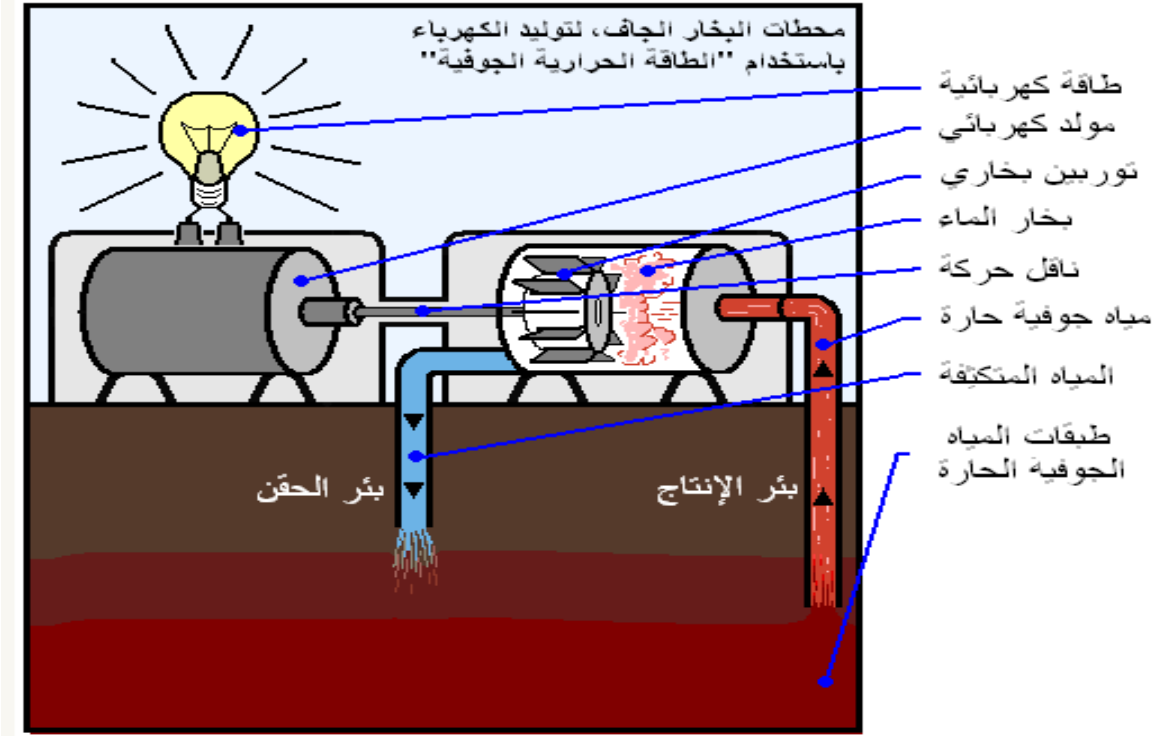 محطات البخار الجاف، لتوليد الكهرباء
باستخدام "الطاقة الحرارية الجوفية"
طاقة كهربائية
مولد كهربائي
توربين بخاري
بخار الماء
ناقل حركة
مياه جوفية حارة
المياه المتكثفة
طبقات المياه
الجوفية الحارة
بئر الإنتاج
بئر الحقن